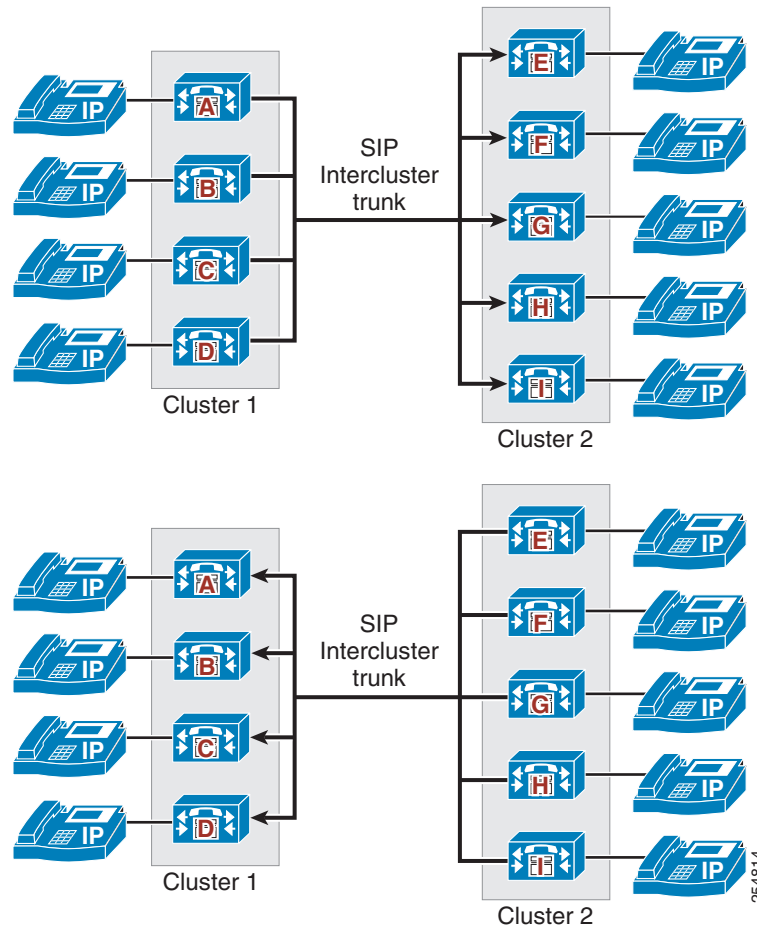 IP
A
E
IP
IP
B
SIP
Intercluster
trunk
F
IP
IP
C
G
IP
IP
D
H
IP
Cluster 1
I
IP
Cluster 2
IP
A
E
IP
IP
B
SIP
Intercluster
trunk
F
IP
IP
C
G
IP
IP
D
H
IP
Cluster 1
I
IP
Cluster 2
254814